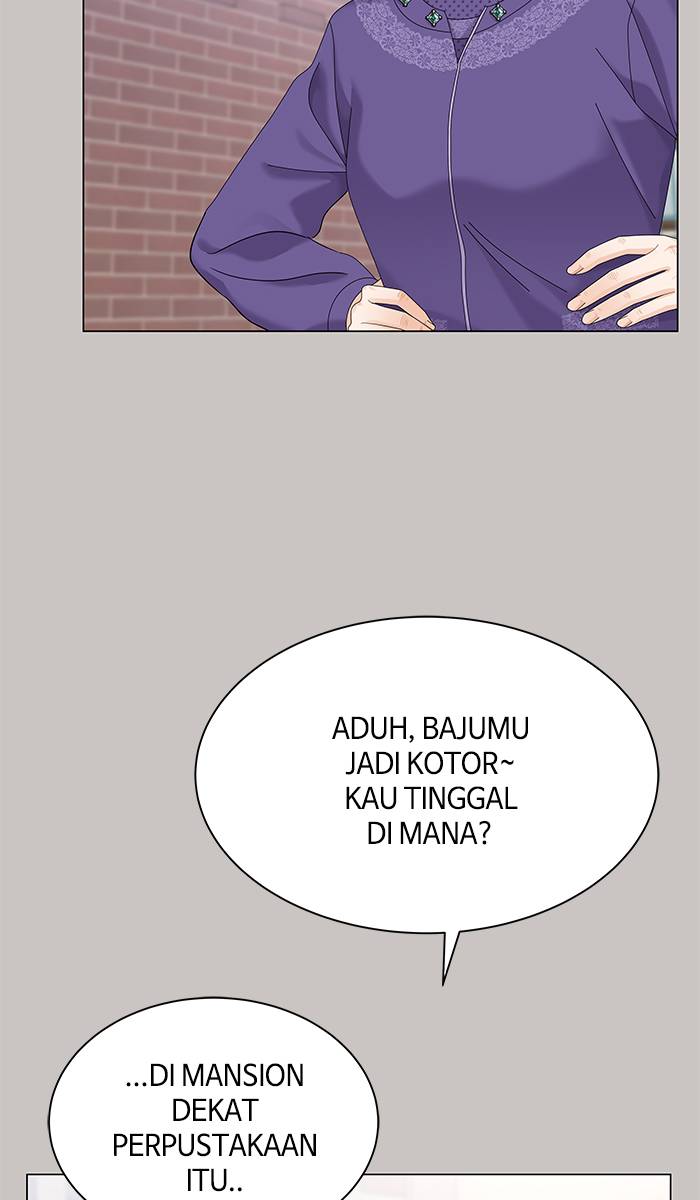 ADUH, BAJUMU
JADI KOTOR~
KAU TINGGAL
DI MANA?
...DI MANSION
DEKAT
PERPUSTAKAAN
ITU..